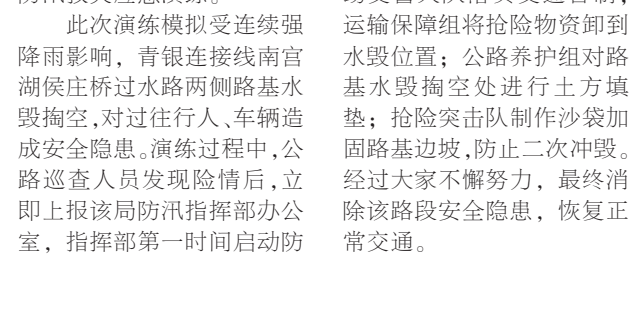 此次演练模拟受连续强
降雨影响，青银连接线南宫
湖侯庄桥过水路两侧路基水
毁掏空,对过往行人、车辆造
成安全隐患。演练过程中,公
路巡查人员发现险情后,立
即上报该局防汛指挥部办公
室，指挥部第一时间启动防
运输保障组将抢险物资卸到
水毁位置；公路养护组对路
基水毁掏空处进行土方填
垫；抢险突击队制作沙袋加
固路基边坡,防止二次冲毁。
经过大家不懈努力，最终消
除该路段安全隐患，恢复正
常交通。